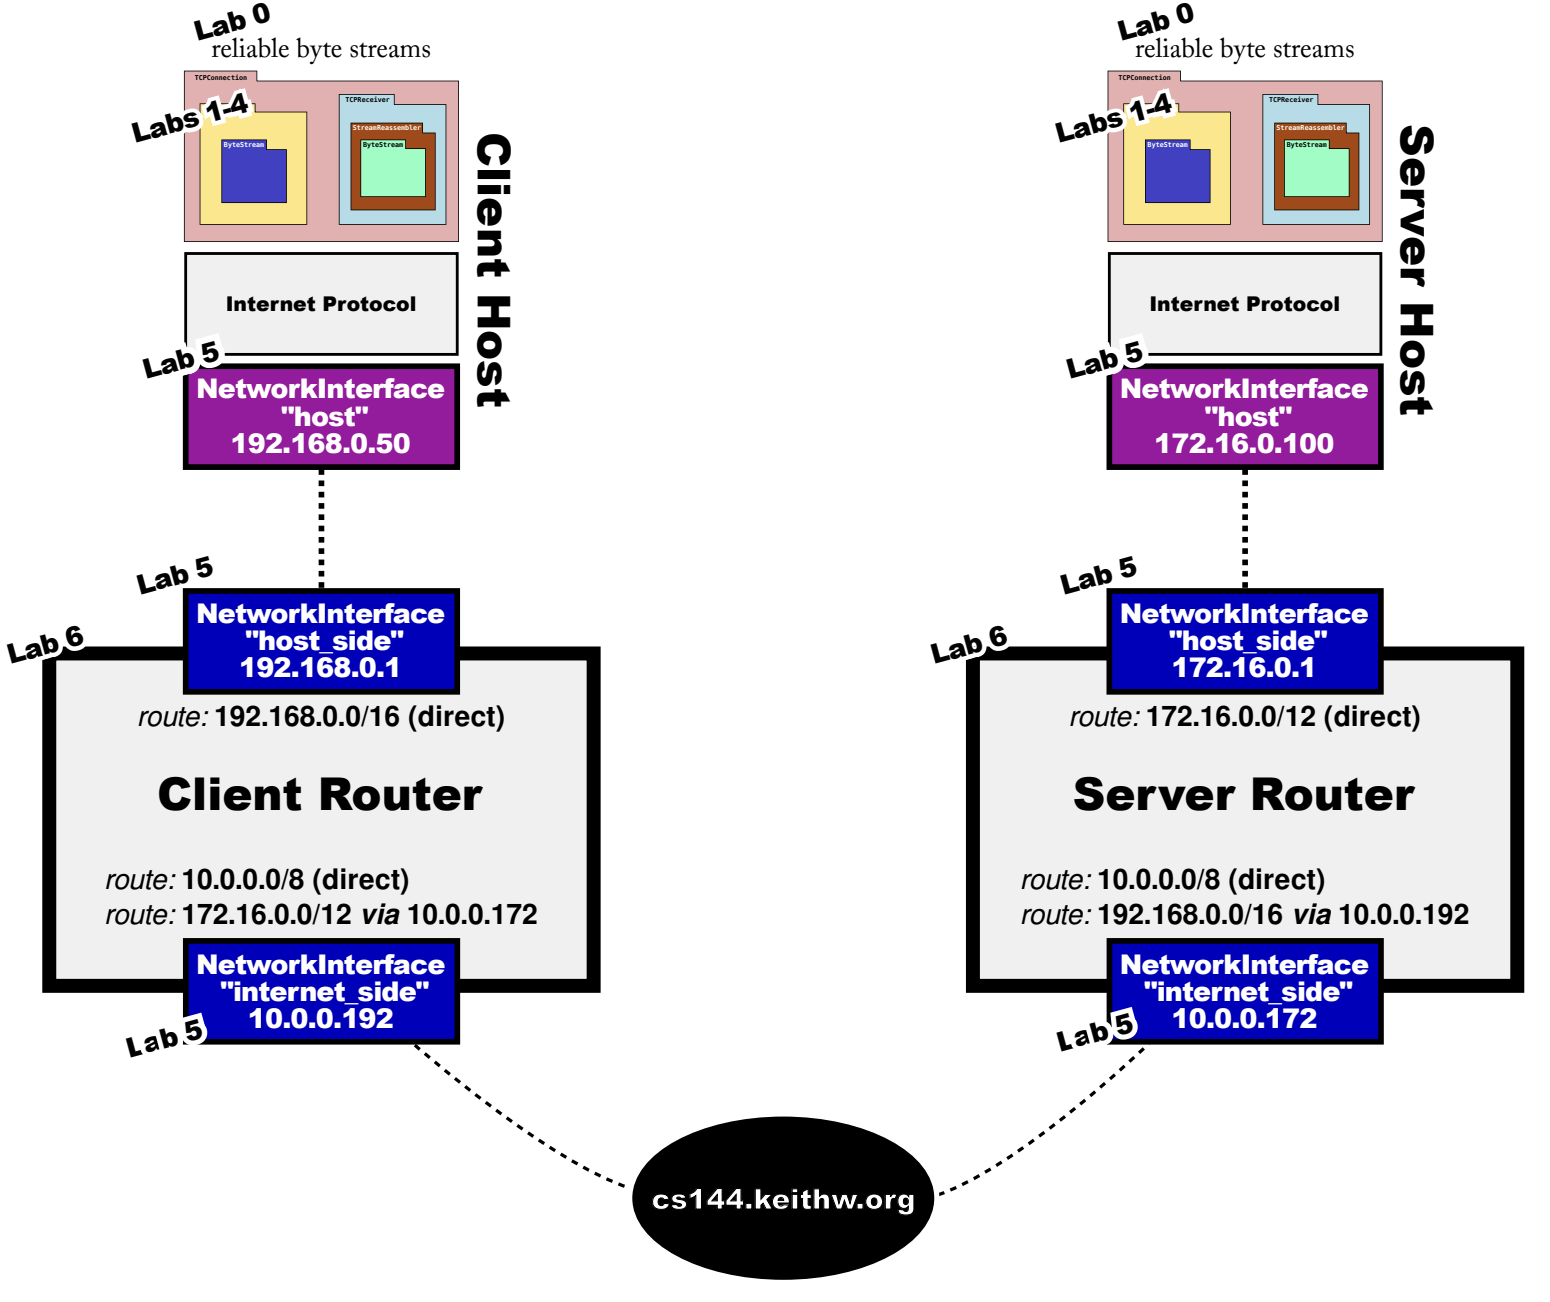 Lab 0
reliable byte streams
TCPConnection
Labs 1-4
TCPReceiver
StreamReassembler
ByteStream
ByteStream
Client Host
Internet Protocol
Lab 5
NetworkInterface
"host"
192.168.0.50
Lab 5
NetworkInterface
"host_side"
192.168.0.1
Lab 6
route: 192.168.0.0/16 (direct)
Client Router
route: 10.0.0.0/8 (direct)
route: 172.16.0.0/12 via 10.0.0.172
NetworkInterface
"internet_side"
10.0.0.192
Lab 5
Lab 0
reliable byte streams
TCPConnection
Labs 1-4
TCPReceiver
StreamReassembler
ByteStream
ByteStream
Server Host
Internet Protocol
Lab 5
NetworkInterface
"host"
172.16.0.100
Lab 5
NetworkInterface
"host_side"
172.16.0.1
Lab 6
route: 172.16.0.0/12 (direct)
Server Router
route: 10.0.0.0/8 (direct)
route: 192.168.0.0/16 via 10.0.0.192
NetworkInterface
"internet_side"
10.0.0.172
Lab 5
cs144.keithw.org